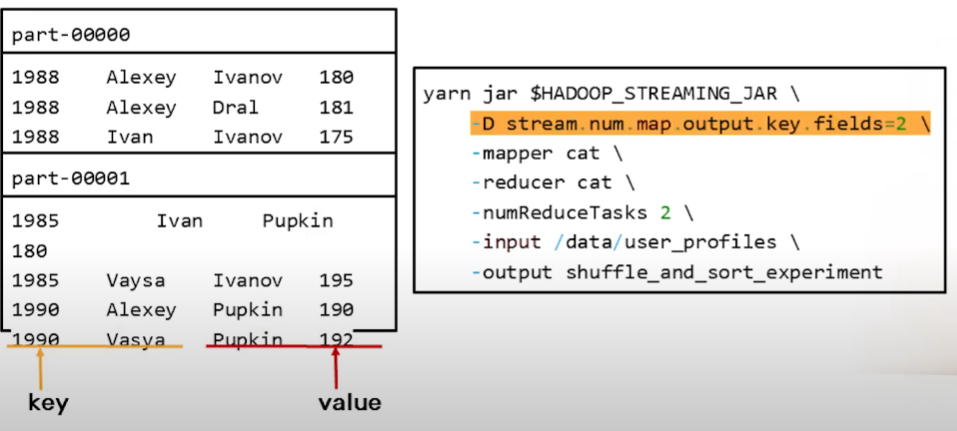 part-00000
1988 Alexey Ivanov 180
1988 Alexey Dral 181
1988 Ivan Ivanov 175
part-00001
1985 Ivan Pupkin
180
1985 Vaysa Ivanov 195
1990 Alexey Pupkin 190
1990 Vasya Pupkin 192
key value
yarn jar $HADOOP_STREAMING_JAR \
-D stream.num.map.output.key.fields=2 \
-mapper cat \
-reducer cat \
-numReduceTasks 2 \
-input /data/user_profiles \
-output shuffle_and_sort_experiment